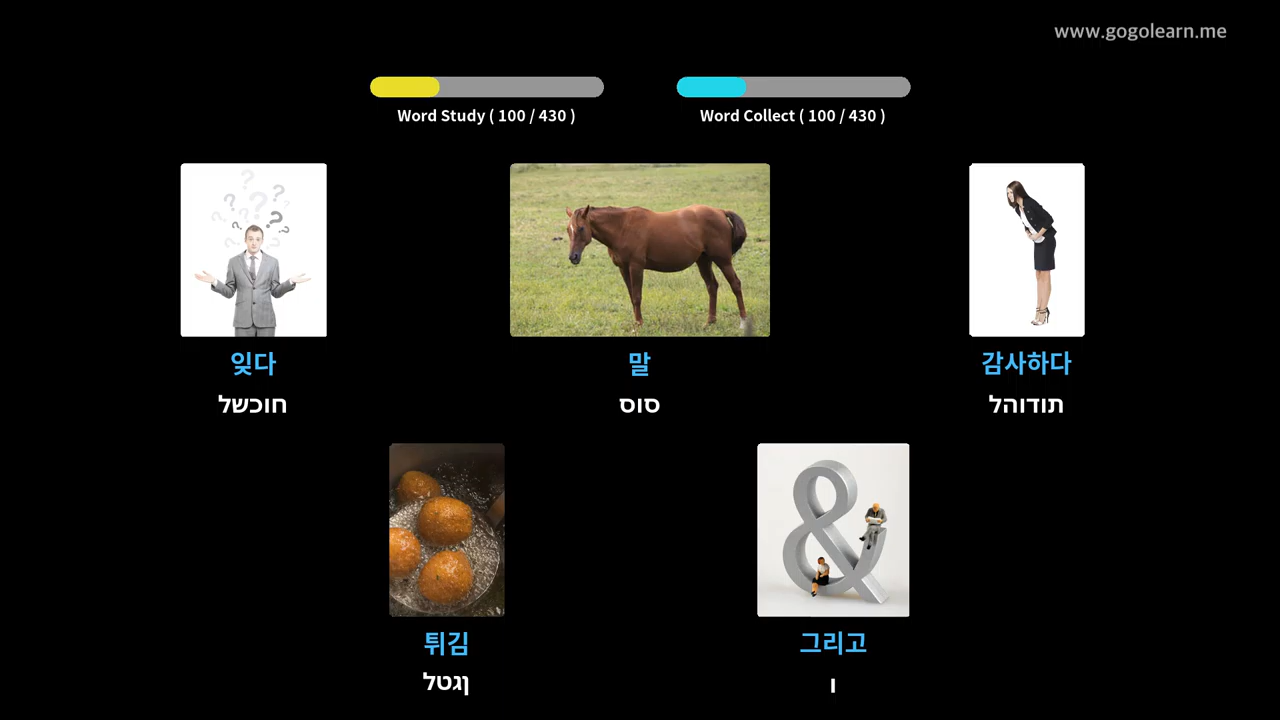 www.gogolearn.me
Word Study ( 100 / 430 )
Word Collect ( 100 / 430 )
잊다
חוכשל
말
סוס
감사하다
תודוהל
튀김
ןגטל
그리고
ו